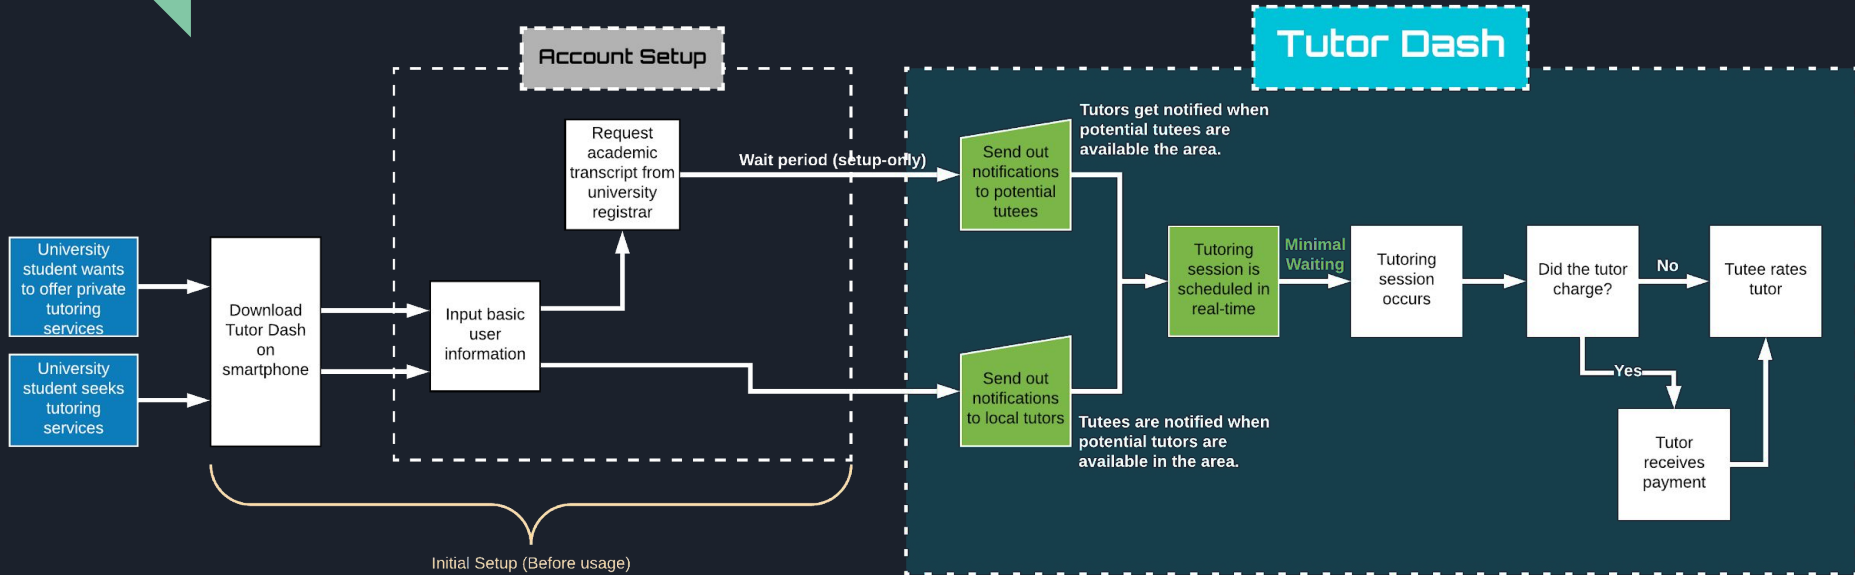 Account Setup
Tutor Dash
University
student wants
to offer private
tutoring
services
University
student seeks
tutoring
services
Download
Tutor Dash
on
smartphone
Input basic
user
information
Request
academic
transcript from
university
registrar
Wait period (setup-only)
Initial Setup (Before usage)
Send out
notifications
to potential
tutees
Tutors get notified when
potential tutees are
available the area.
Send out
notifications
to local tutors
Tutees are notified when
potential tutors are
available in the area.
Tutoring
session is
scheduled in
real-time
Minimal
Waiting
Tutoring
session
occurs
Did the tutor
charge?
No
Yes
Tutor
receives
payment
Tutee rates
tutor